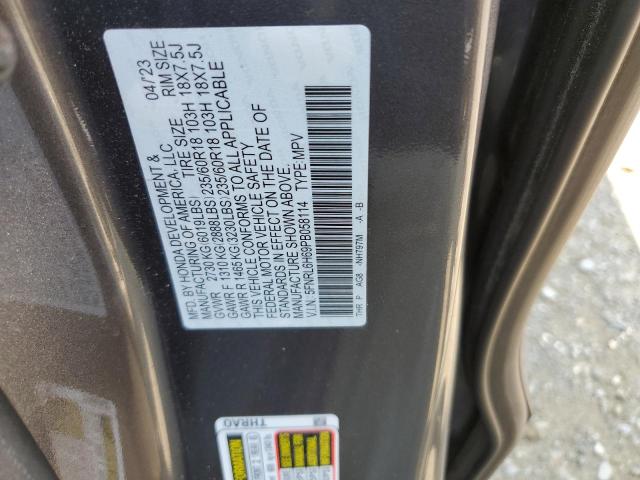 MFD. BY HONDA DEVELOPMENT & 04/'23
MANUFACTURING OF AMERICA, LLC
TIRE SIZE RIM SIZE
GVWR 2730KG(6019LBS)
GAWR F 1310KG(2888LBS) 235/60R18 103H 18X7.5J
GAWR R 1465KG(3230LBS) 235/60R18 103H 18X7.5J
THIS VEHICLE CONFORMS TO ALL APPLICABLE
FEDERAL MOTOR VEHICLE SAFETY
STANDARDS IN EFFECT ON THE DATE OF
MANUFACTURE SHOWN ABOVE.
V.I.N. 5FNRL6H69PB058114 TYPE:MPV
THR P AG8 -NH797M -A -B
THRAO